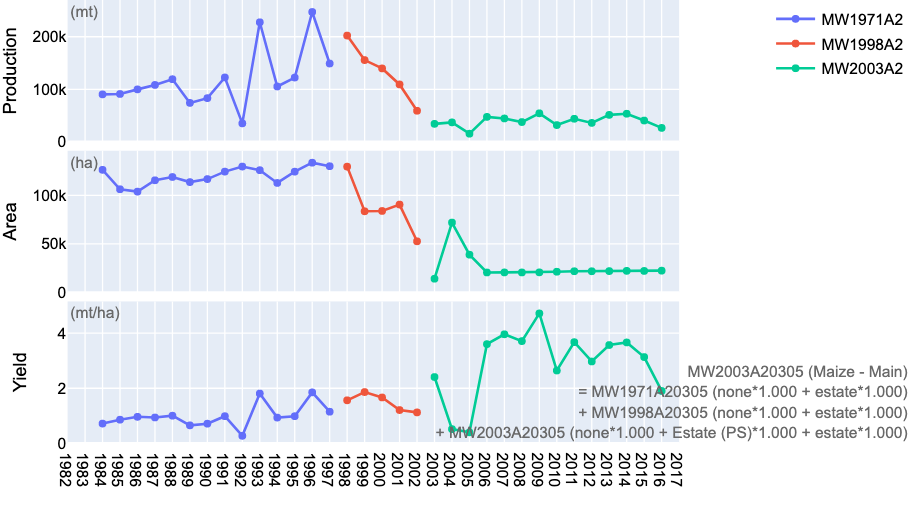 (mt)
Production
200k
100k
0
MW1971A2
MW1998A2
MW2003A2
(ha)
Area
100k
50k
0
(mt/ha)
Yield
4
2
0
MW2003A20305 (Maize - Main)
= MW1971A20305 (none*1.000 + estate*1.000)
+ MW1998A20305 (none*1.000 + estate*1.000)
+ MW2003A20305 (none*1.000 + Estate (PS)*1.000 + estate*1.000)
1982
1983
1984
1985
1986
1987
1988
1989
1990
1991
1992
1993
1994
1995
1996
1997
1998
1999
2000
2001
2002
2003
2004
2005
2006
2007
2008
2009
2010
2011
2012
2013
2014
2015
2016
2017